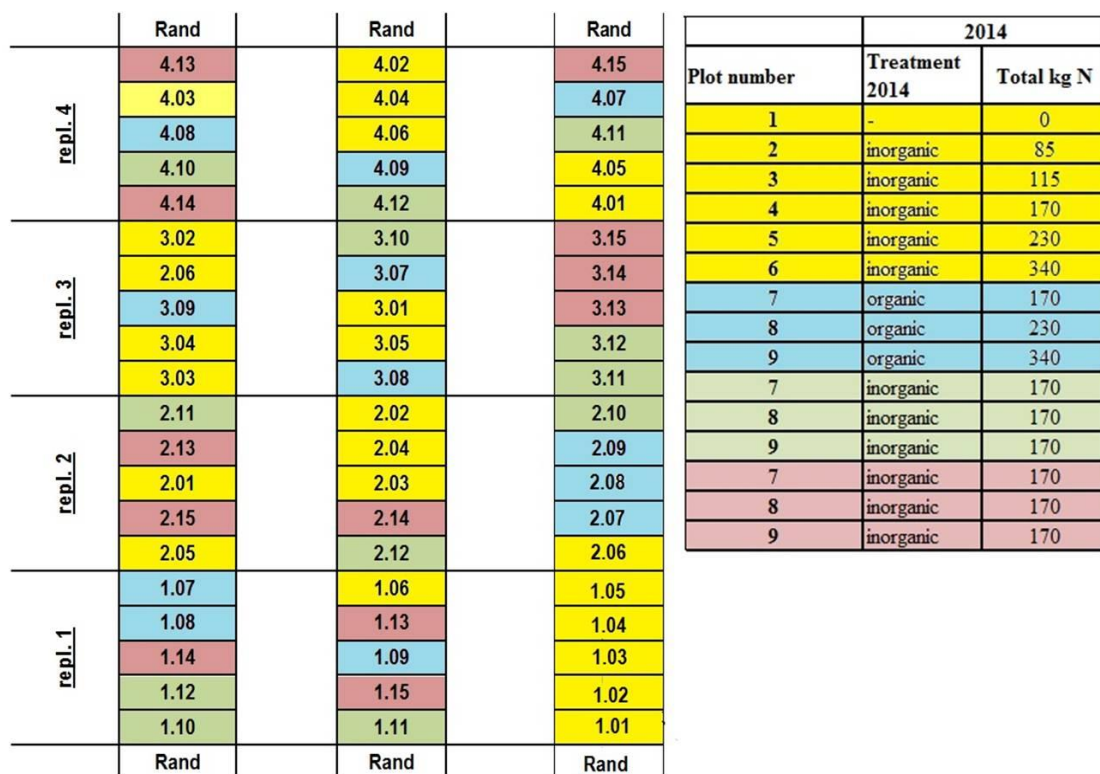 Rand Rand Rand
repl. 4
4.13 4.02 4.15
4.03 4.04 4.07
4.08 4.06 4.11
4.10 4.09 4.05
4.14 4.12 4.01
repl. 3
3.02 3.10 3.15
2.06 3.07 3.14
3.09 3.01 3.13
3.04 3.05 3.12
3.03 3.08 3.11
repl. 2
2.11 2.02 2.10
2.13 2.04 2.09
2.01 2.03 2.08
2.15 2.14 2.07
2.05 2.12 2.06
repl. 1
1.07 1.06 1.05
1.08 1.13 1.04
1.14 1.09 1.03
1.12 1.15 1.02
1.10 1.11 1.01
Rand Rand Rand
2014
Plot number Treatment 2014 Total kg N
1 - 0
2 inorganic 85
3 inorganic 115
4 inorganic 170
5 inorganic 230
6 inorganic 340
7 organic 170
8 organic 230
9 organic 340
7 inorganic 170
8 inorganic 170
9 inorganic 170
7 inorganic 170
8 inorganic 170
9 inorganic 170